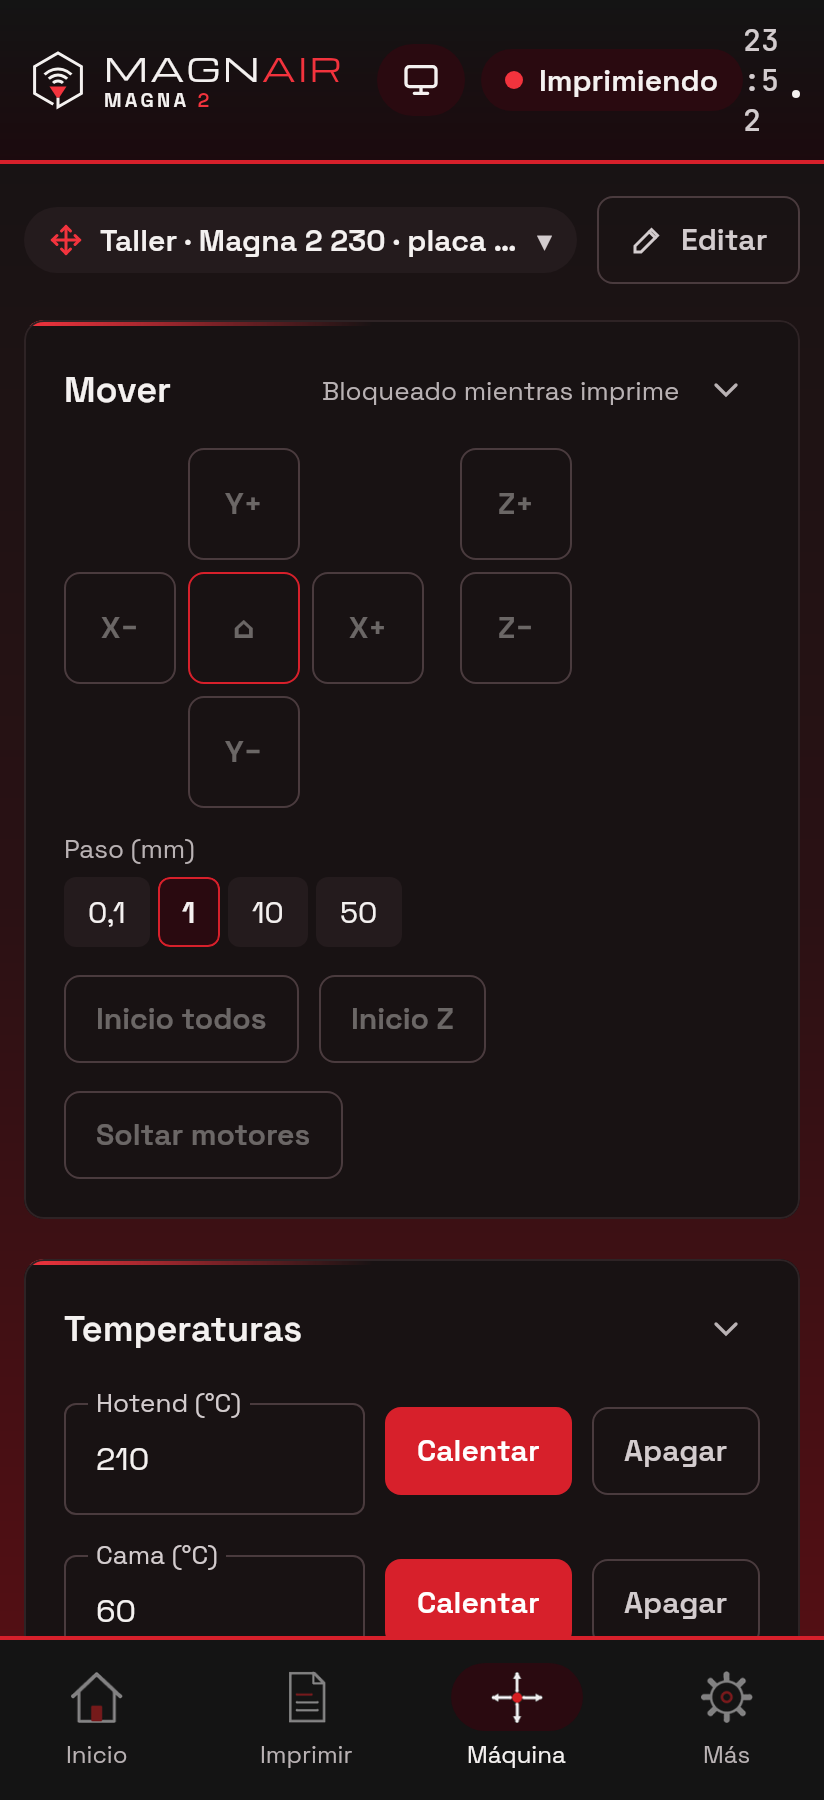 MAGNAIR
MAGNA 2
Imprimiendo
23
:5
2
Taller · Magna 2 230 · placa ... ▾
Editar
Mover
Bloqueado mientras imprime
Y+
Z+
X−
X+
Z−
Y−
Paso (mm)
0,1
1
10
50
Inicio todos
Inicio Z
Soltar motores
Temperaturas
Hotend (°C)
210
Calentar
Apagar
Cama (°C)
60
Calentar
Apagar
Inicio
Imprimir
Máquina
Más